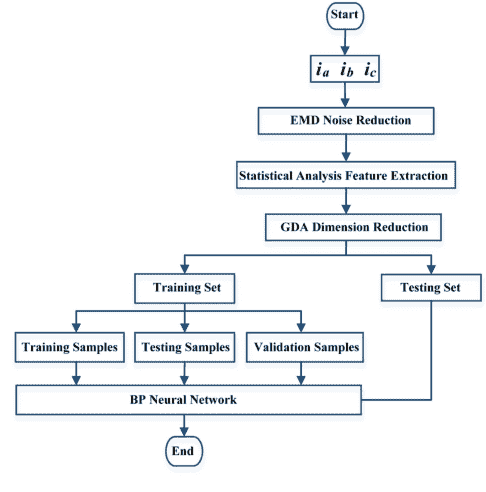 Start
ia ib ic
EMD Noise Reduction
Statistical Analysis Feature Extraction
GDA Dimension Reduction
Training Set
Testing Set
Training Samples
Testing Samples
Validation Samples
BP Neural Network
End